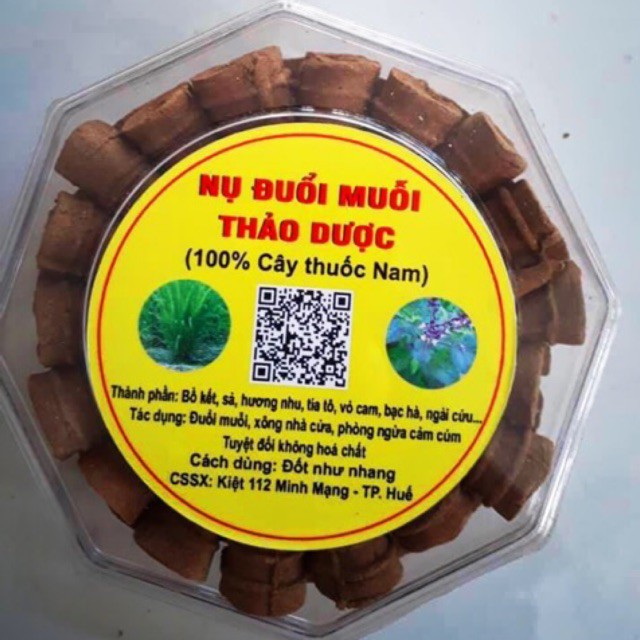 NỤ ĐUỔI MUỖI
THẢO DƯỢC
(100% Cây thuốc Nam)
Thành phần: Bồ kết, sả, hương nhu, tía tô, vỏ cam, bạc hà, ngải cứu...
Tác dụng: Đuổi muỗi, xông nhà cửa, phòng ngừa cảm cúm
Tuyệt đối không hoá chất
Cách dùng: Đốt như nhang
CSSX: Kiệt 112 Minh Mạng - TP. Huế